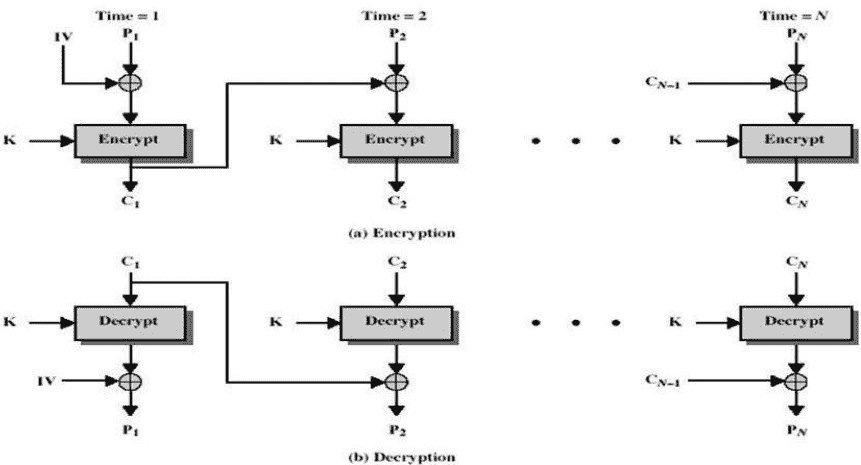 Time = 1 Time = 2 Time = N
IV P1 P2 PN
CN–1
K Encrypt K Encrypt • • • K Encrypt
C1 C2 CN
(a) Encryption
C1 C2 CN
K Decrypt K Decrypt • • • K Decrypt
IV CN–1
P1 P2 PN
(b) Decryption